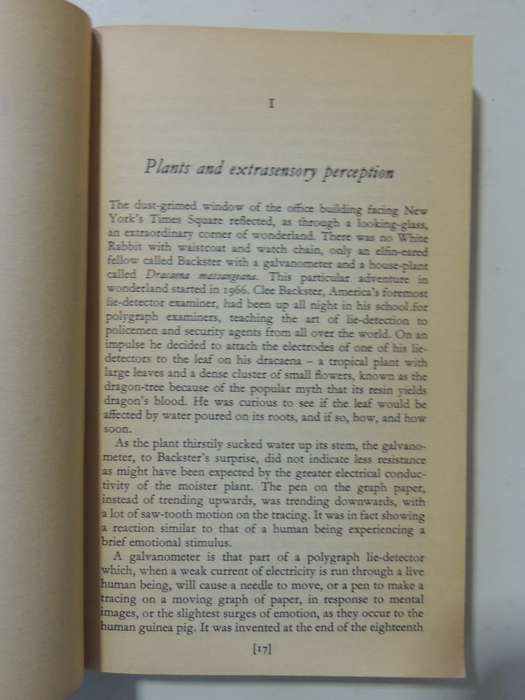 I
Plants and extrasensory perception
The dust-grimed window of the office building facing New
York's Times Square reflected, as through a looking-glass,
an extraordinary corner of wonderland. There was no White
Rabbit with waistcoat and watch chain, only an elfin-eared
fellow called Backster with a galvanometer and a house-plant
called Dracaena massangeana. This particular adventure in
wonderland started in 1966. Cleve Backster, America's foremost
lie-detector examiner, had been up all night in his school for
polygraph examiners, teaching the art of lie-detection to
policemen and security agents from all over the world. On an
impulse he decided to attach the electrodes of one of his lie-
detectors to the leaf on his dracaena – a tropical plant with
large leaves and a dense cluster of small flowers, known as the
dragon-tree because of the popular myth that its resin yields
dragon's blood. He was curious to see if the leaf would be
affected by water poured on its roots, and if so, how, and how
soon.
As the plant thirstily sucked water up its stem, the galvano-
meter, to Backster's surprise, did not indicate less resistance
as might have been expected by the greater electrical conduc-
tivity of the moister plant. The pen on the graph paper,
instead of trending upwards, was trending downwards, with
a lot of saw-tooth motion on the tracing. It was in fact showing
a reaction similar to that of a human being experiencing a
brief emotional stimulus.
A galvanometer is that part of a polygraph lie-detector
which, when a weak current of electricity is run through a live
human being, will cause a needle to move, or a pen to make a
tracing on a moving graph of paper, in response to mental
images, or the slightest surges of emotion, as they occur to the
human guinea pig. It was invented at the end of the eighteenth
[17]